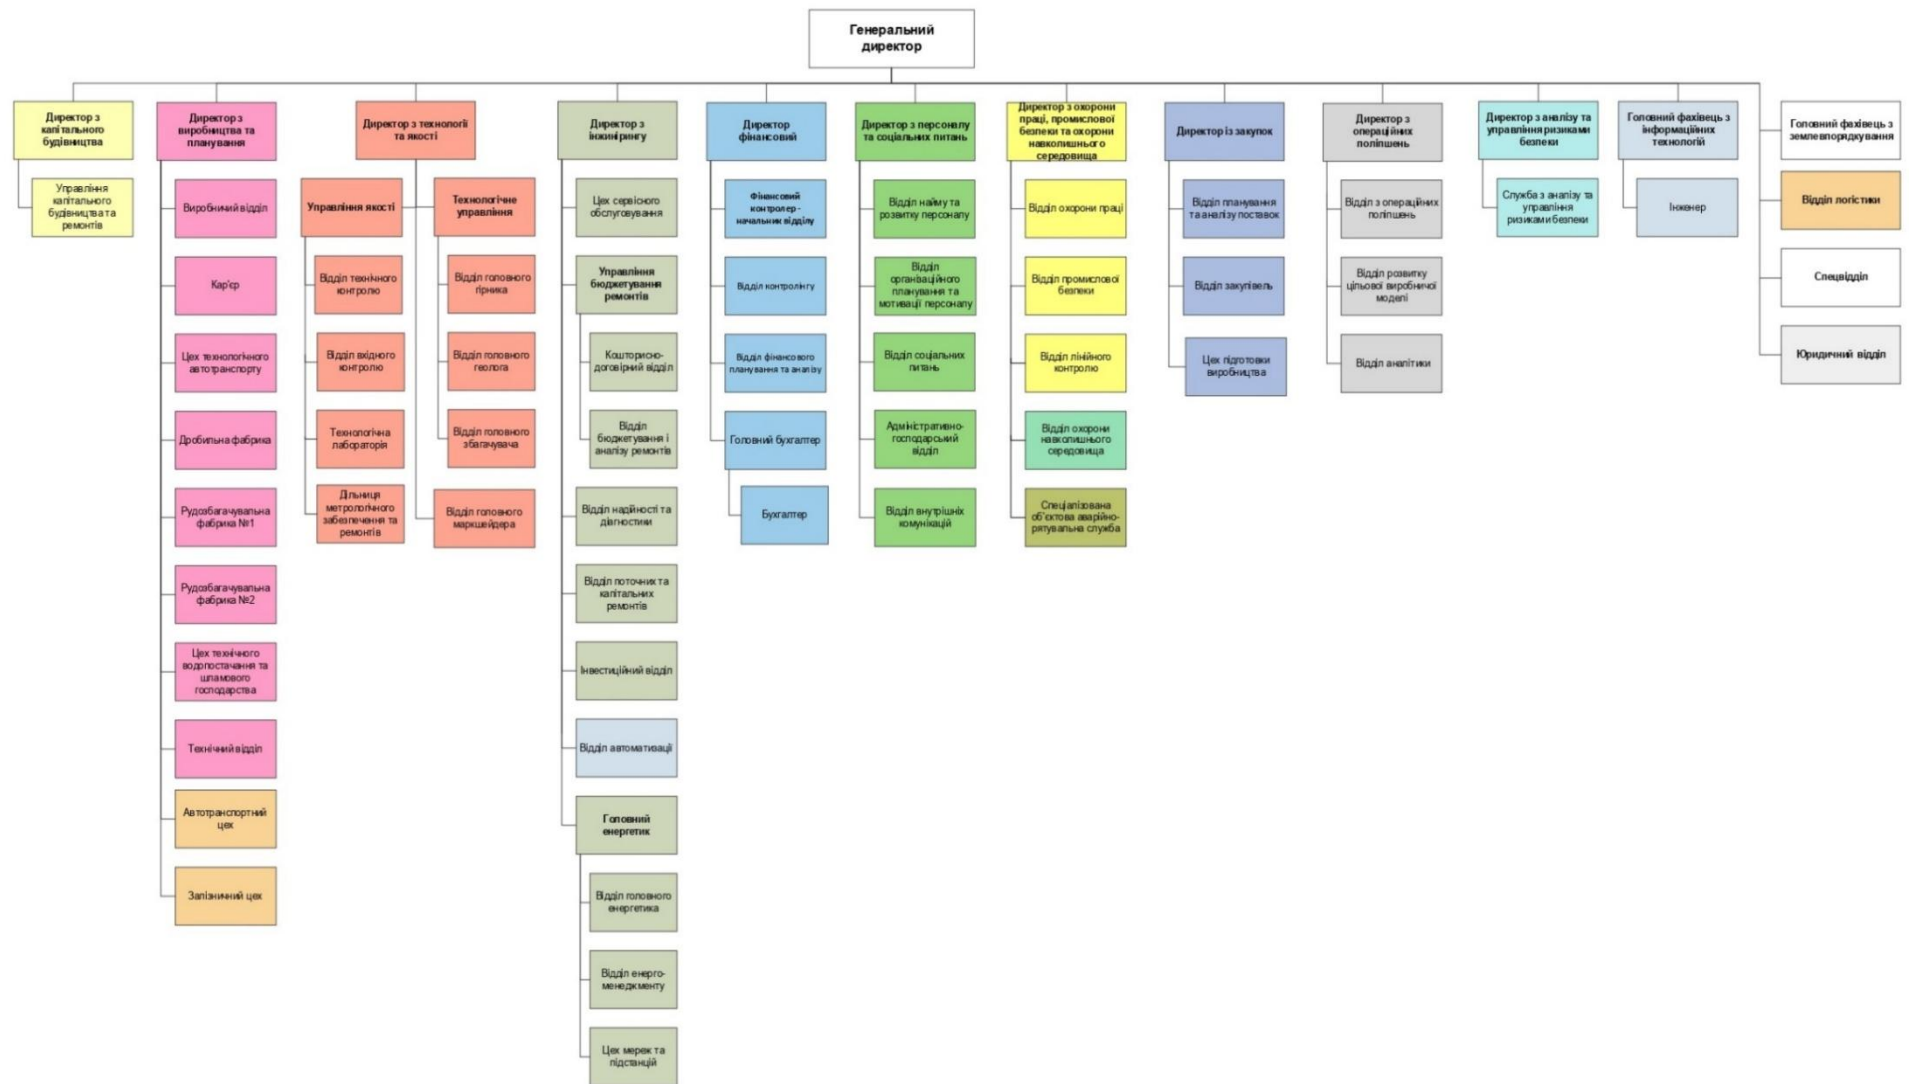 Генеральний
директор
Директор з
капітального
будівництва
Управління
капітального
будівництва та
ремонтів
Директор з
виробництва та
планування
Виробничий відділ
Кар'єр
Цех технологічного
автотранспорту
Дробильна фабрика
Рудозбагачувальна
фабрика №1
Рудозбагачувальна
фабрика №2
Цех технічного
водопостачання та
шламового
господарства
Технічний відділ
Автотранспортний
цех
Залізничний цех
Директор з технології
та якості
Управління якості
Відділ технічного
контролю
Відділ вхідного
контролю
Технологічна
лабораторія
Дільниця
метрологічного
забезпечення та
ремонтів
Технологічне
управління
Відділ головного
гірника
Відділ головного
геолога
Відділ головного
збагачувача
Відділ головного
маркшейдера
Директор з
інжинірингу
Цех сервісного
обслуговування
Управління
бюджетування
ремонтів
Кошторисно-
договірний відділ
Відділ
бюджетування і
аналізу ремонтів
Відділ надійності та
діагностики
Відділ поточних та
капітальних
ремонтів
Інвестиційний відділ
Відділ автоматизації
Головний
енергетик
Відділ головного
енергетика
Відділ енерго-
менеджменту
Цех мереж та
підстанцій
Директор
фінансовий
Фінансовий
контролер -
начальник відділу
Відділ контролінгу
Відділ фінансового
планування та аналізу
Головний бухгалтер
Бухгалтер
Директор з персоналу
та соціальних питань
Відділ найму та
розвитку персоналу
Відділ
організаційного
планування та
мотивації персоналу
Відділ соціальних
питань
Адміністративно-
господарський
відділ
Відділ внутрішніх
комунікацій
Директор з охорони
праці, промислової
безпеки та охорони
навколишнього
середовища
Відділ охорони праці
Відділ промислової
безпеки
Відділ лінійного
контролю
Відділ охорони
навколишнього
середовища
Спеціалізована
об'єктова аварійно-
рятувальна служба
Директор із закупок
Відділ планування
та аналізу поставок
Відділ закупівель
Цех підготовки
виробництва
Директор з
операційних
поліпшень
Відділ з операційних
поліпшень
Відділ розвитку
цільової виробничої
моделі
Відділ аналітики
Директор з аналізу та
управління ризиками
безпеки
Служба з аналізу та
управління
ризиками безпеки
Головний фахівець з
інформаційних
технологій
Інженер
Головний фахівець з
землевпорядкування
Відділ логістики
Спецвідділ
Юридичний відділ